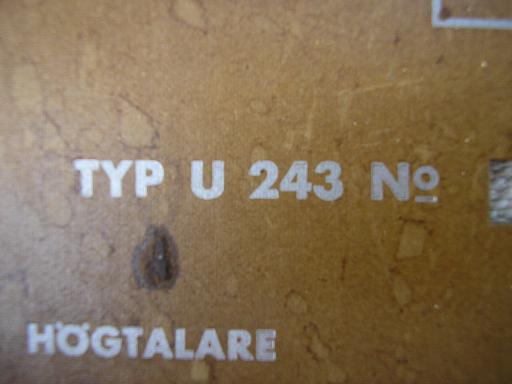 TYP U 243 Nº
HÖGTALARE